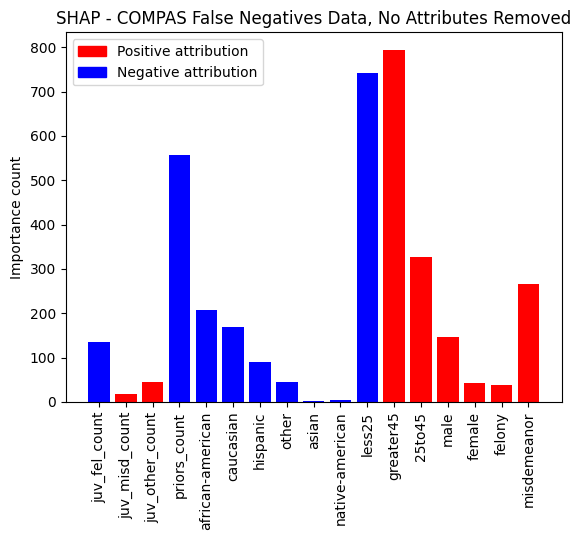 SHAP - COMPAS False Negatives Data, No Attributes Removed
Positive attribution
Negative attribution
Importance count
800
700
600
500
400
300
200
100
0
juv_fel_count
juv_misd_count
juv_other_count
priors_count
african-american
caucasian
hispanic
other
asian
native-american
less25
greater45
25to45
male
female
felony
misdemeanor